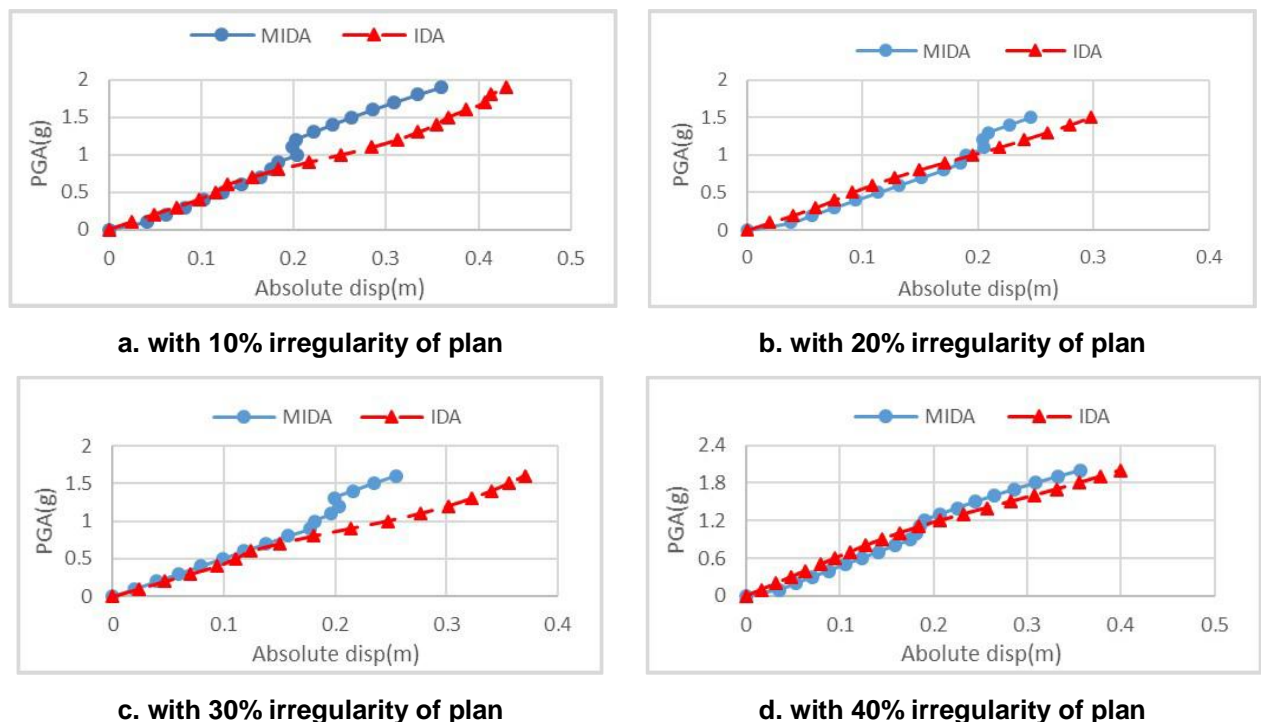 MIDA IDA
2
1.5
1
0.5
0
PGA(g)
0 0.1 0.2 0.3 0.4 0.5
Absolute disp(m)
a. with 10% irregularity of plan
MIDA IDA
2
1.5
1
0.5
0
PGA(g)
0 0.1 0.2 0.3 0.4
Absolute disp(m)
b. with 20% irregularity of plan
MIDA IDA
2
1.5
1
0.5
0
PGA(g)
0 0.1 0.2 0.3 0.4
Absolute disp(m)
c. with 30% irregularity of plan
MIDA IDA
2.4
1.8
1.2
0.6
0
PGA(g)
0 0.1 0.2 0.3 0.4 0.5
Abolute disp(m)
d. with 40% irregularity of plan